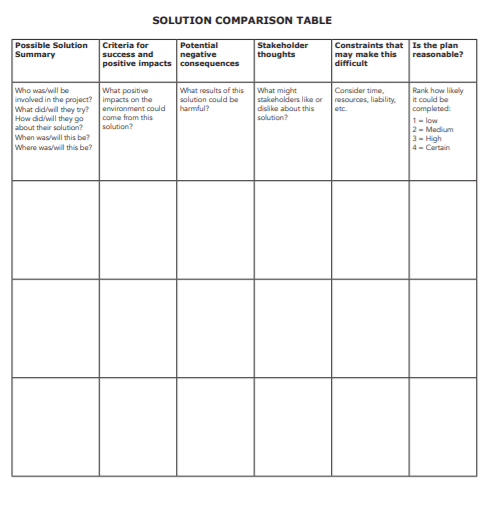 SOLUTION COMPARISON TABLE
Possible Solution
Summary
Criteria for
success and
positive impacts
Potential
negative
consequences
Stakeholder
thoughts
Constraints that
may make this
difficult
Is the plan
reasonable?
Who was/will be
involved in the project?
What did/will they try?
How did/will they go
about their solution?
When was/will this be?
Where was/will this be?
What positive
impacts on the
environment could
come from this
solution?
What results of this
solution could be
harmful?
What might
stakeholders like or
dislike about this
solution?
Consider time,
resources, liability,
etc.
Rank how likely
it could be
completed:
1 = low
2 = Medium
3 = High
4 = Certain